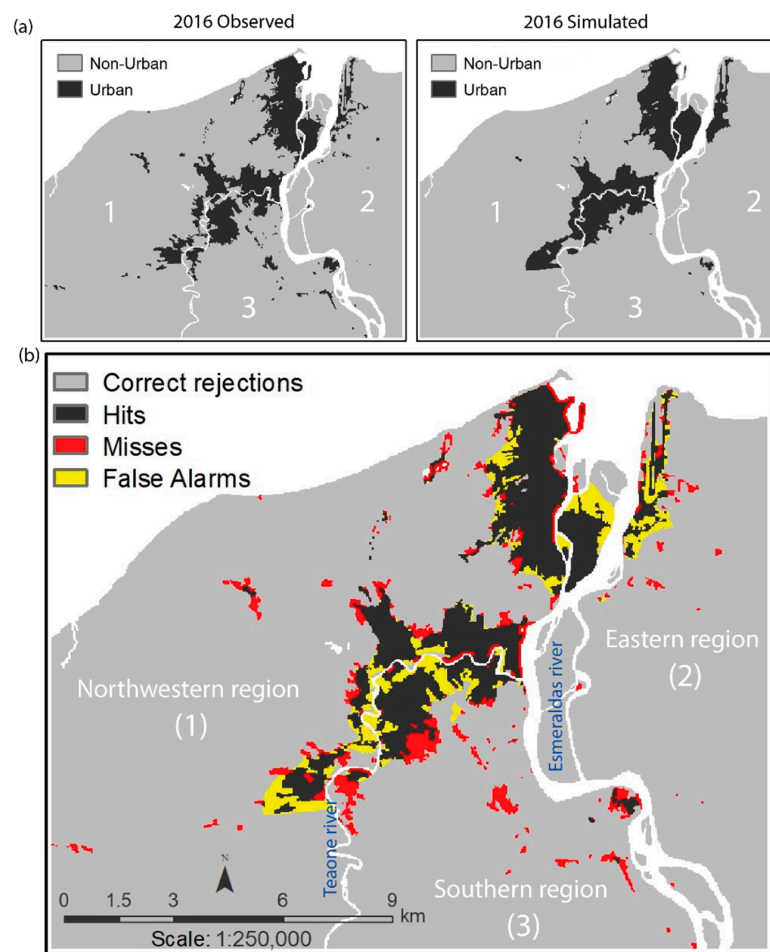 (a)
2016 Observed
2016 Simulated
Non-Urban
Urban
1
2
3
Non-Urban
Urban
1
2
3
(b)
Correct rejections
Hits
Misses
False Alarms
Northwestern region
(1)
Eastern region
(2)
Esmeraldas river
Teaone river
Southern region
(3)
N
0 1.5 3 6 9
km
Scale: 1:250,000